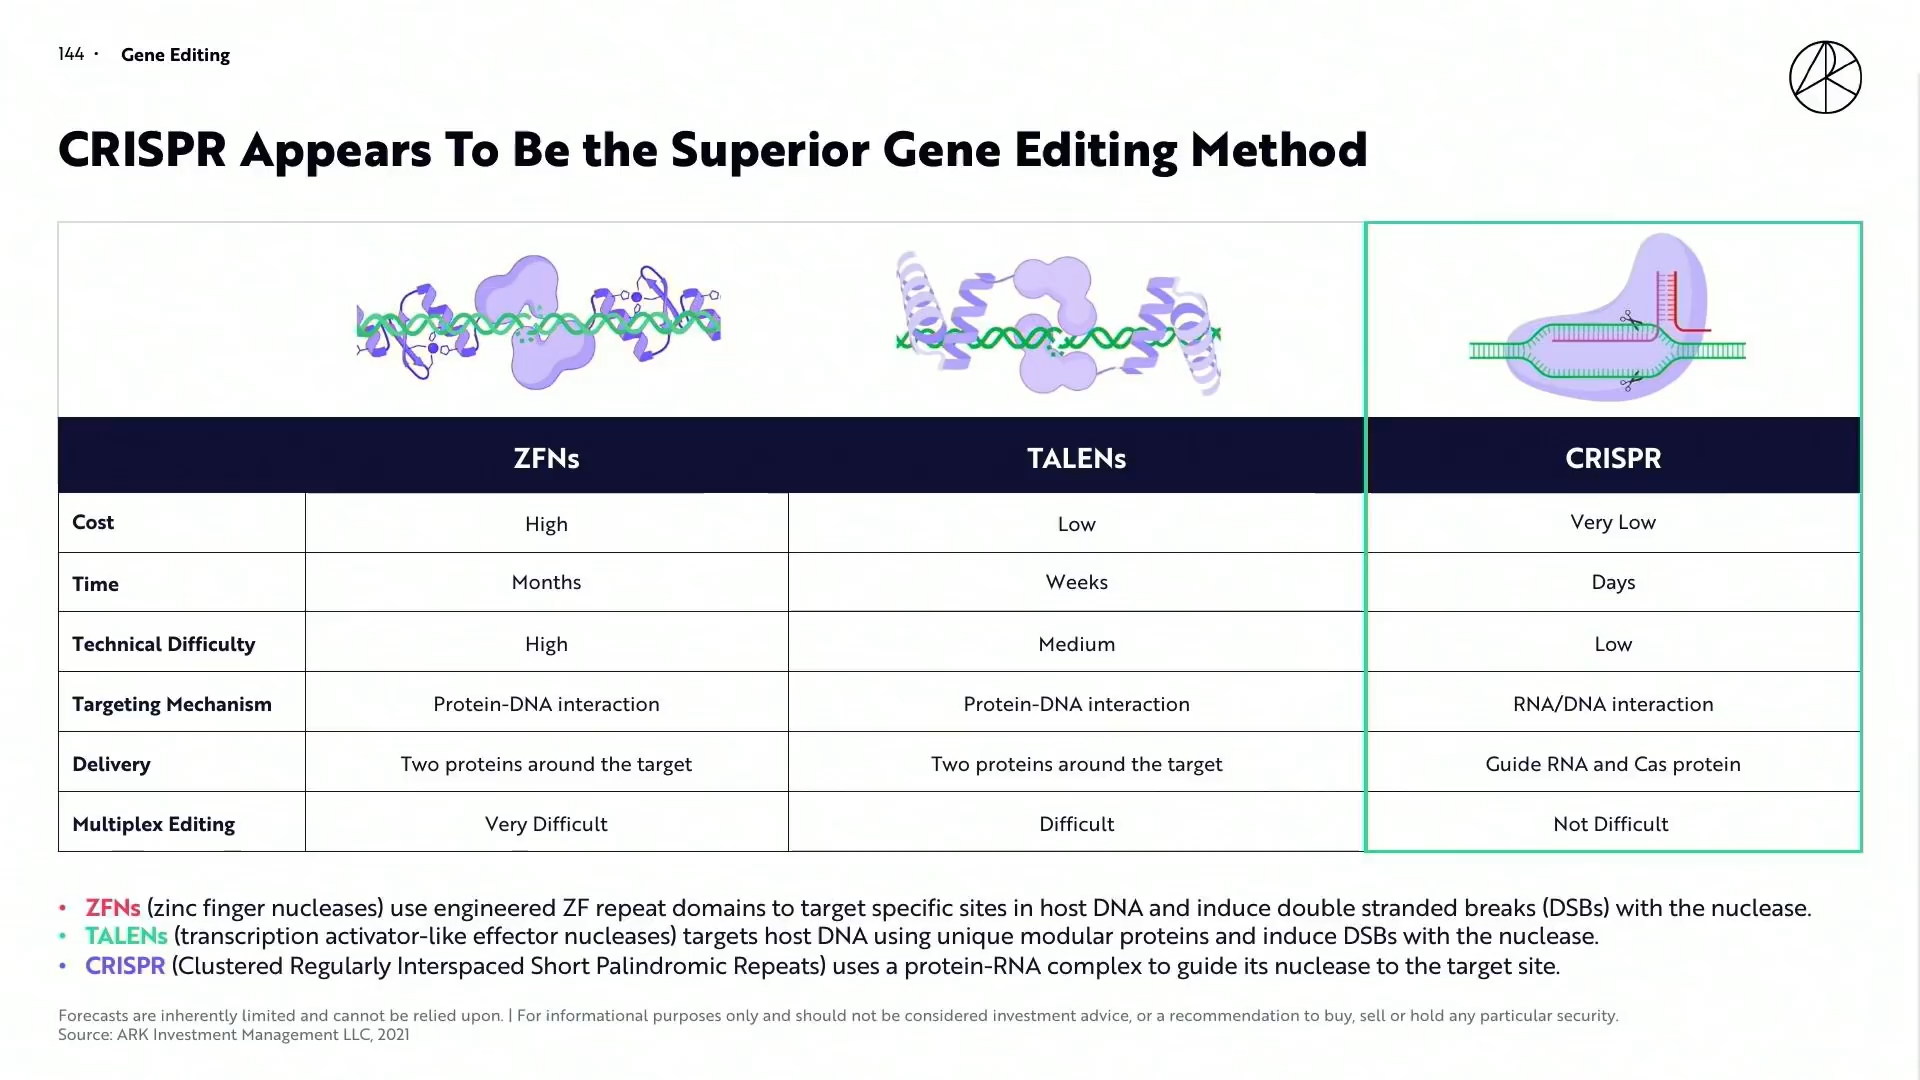 144 • Gene Editing
CRISPR Appears To Be the Superior Gene Editing Method
ZFNs TALENs CRISPR
Cost High Low Very Low
Time Months Weeks Days
Technical Difficulty High Medium Low
Targeting Mechanism Protein-DNA interaction Protein-DNA interaction RNA/DNA interaction
Delivery Two proteins around the target Two proteins around the target Guide RNA and Cas protein
Multiplex Editing Very Difficult Difficult Not Difficult
• ZFNs (zinc finger nucleases) use engineered ZF repeat domains to target specific sites in host DNA and induce double stranded breaks (DSBs) with the nuclease.
• TALENs (transcription activator-like effector nucleases) targets host DNA using unique modular proteins and induce DSBs with the nuclease.
• CRISPR (Clustered Regularly Interspaced Short Palindromic Repeats) uses a protein-RNA complex to guide its nuclease to the target site.
Forecasts are inherently limited and cannot be relied upon. | For informational purposes only and should not be considered investment advice, or a recommendation to buy, sell or hold any particular security.
Source: ARK Investment Management LLC, 2021